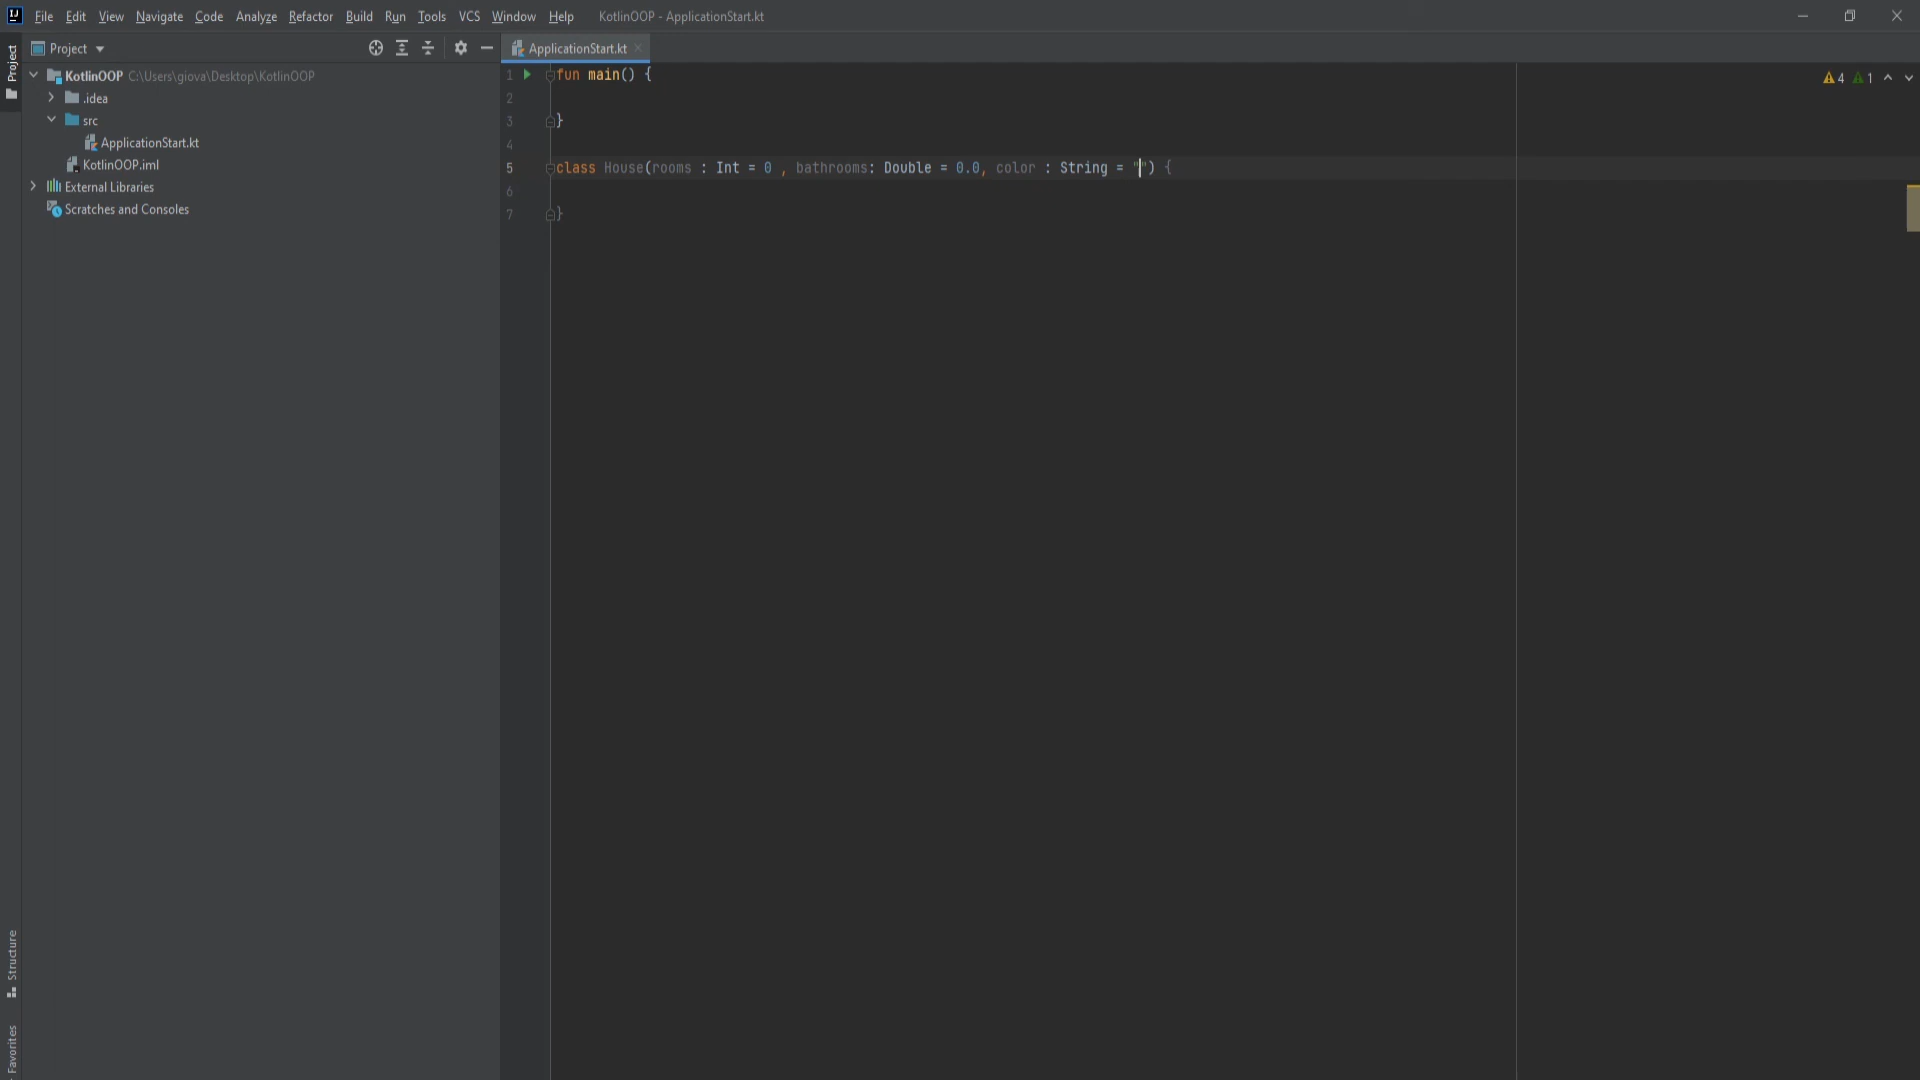 File Edit View Navigate Code Analyze Refactor Build Run Tools VCS Window Help KotlinOOP - ApplicationStart.kt
Project
ApplicationStart.kt
Project
KotlinOOP C:\Users\giova\Desktop\KotlinOOP
.idea
src
ApplicationStart.kt
KotlinOOP.iml
External Libraries
Scratches and Consoles
1 fun main() {
2
3 }
4
5 class House(rooms : Int = 0 , bathrooms: Double = 0.0, color : String = "") {
6
7 }
4 1
Structure
Favorites